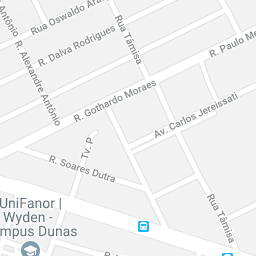 Rua Oswaldo Ara
Antônio
R. Dalva Rodrigues
Rua Tâmisa
R. Paulo Me
R. Alexandre Antônio
R. Gothardo Moraes
Av. Carlos Jereissati
Tv. P
R. Soares Dutra
Rua Tâmisa
UniFanor |
Wyden -
mpus Dunas